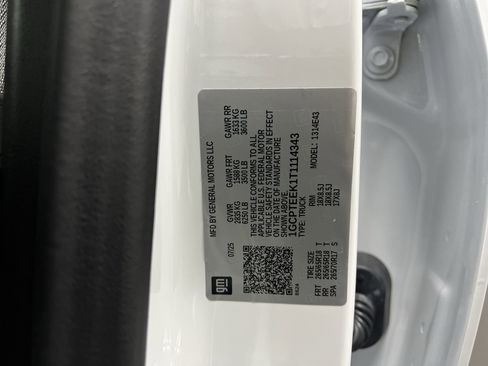 MFD BY GENERAL MOTORS LLC
07/25
GVWR GAWR FRT GAWR RR
2835 KG 1588 KG 1633 KG
6250 LB 3500 LB 3600 LB
THIS VEHICLE CONFORMS TO ALL
APPLICABLE U.S. FEDERAL MOTOR
VEHICLE SAFETY STANDARDS IN EFFECT
ON THE DATE OF MANUFACTURE
SHOWN ABOVE.
1GCPTEEK1T1114343
TYPE: TRUCK MODEL: 1314E43
TIRE SIZE RIM
FRT 265/65R18 T 18X8.5J
RR 265/65R18 T 18X8.5J
SPA 265/70R17 S 17X8J
gm